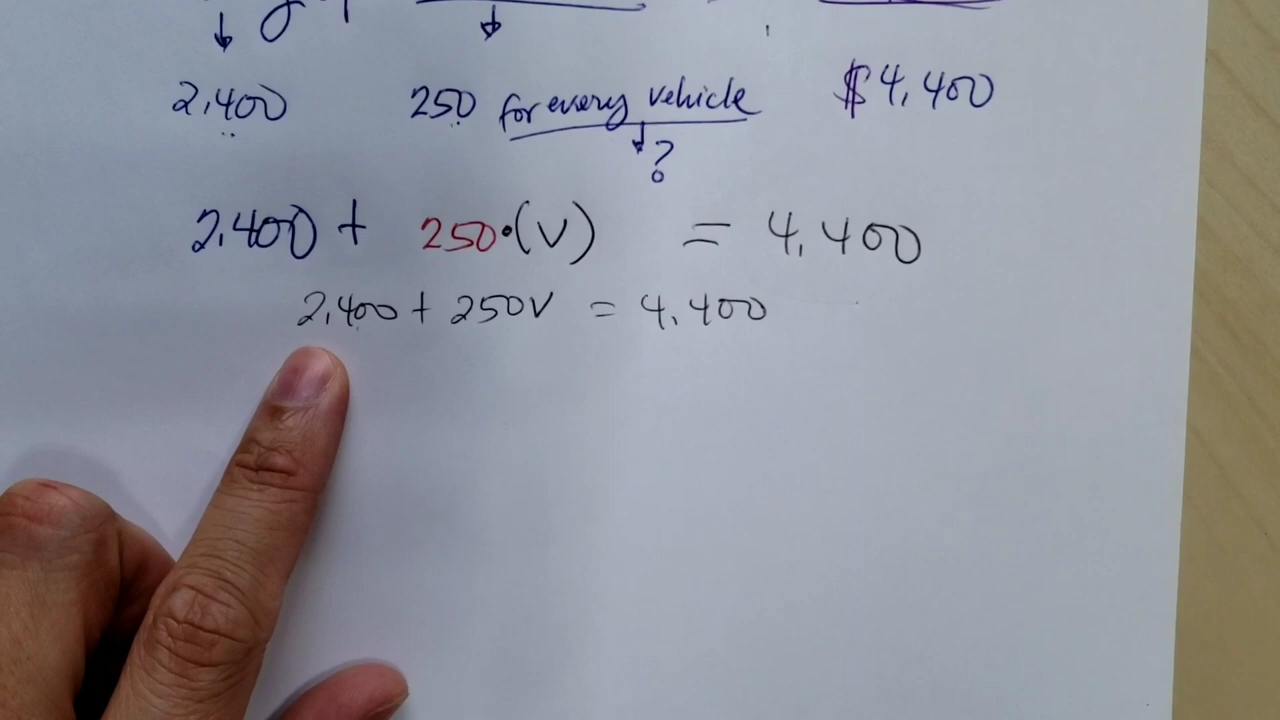 2,400 250 for every vehicle $4,400
?
2,400 + 250•(V) = 4,400
2,400 + 250V = 4,400